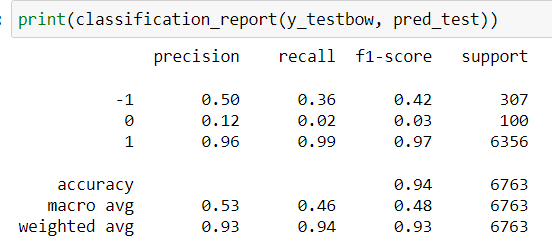 print(classification_report(y_testbow, pred_test))
precision recall f1-score support
-1 0.50 0.36 0.42 307
0 0.12 0.02 0.03 100
1 0.96 0.99 0.97 6356
accuracy 0.94 6763
macro avg 0.53 0.46 0.48 6763
weighted avg 0.93 0.94 0.93 6763